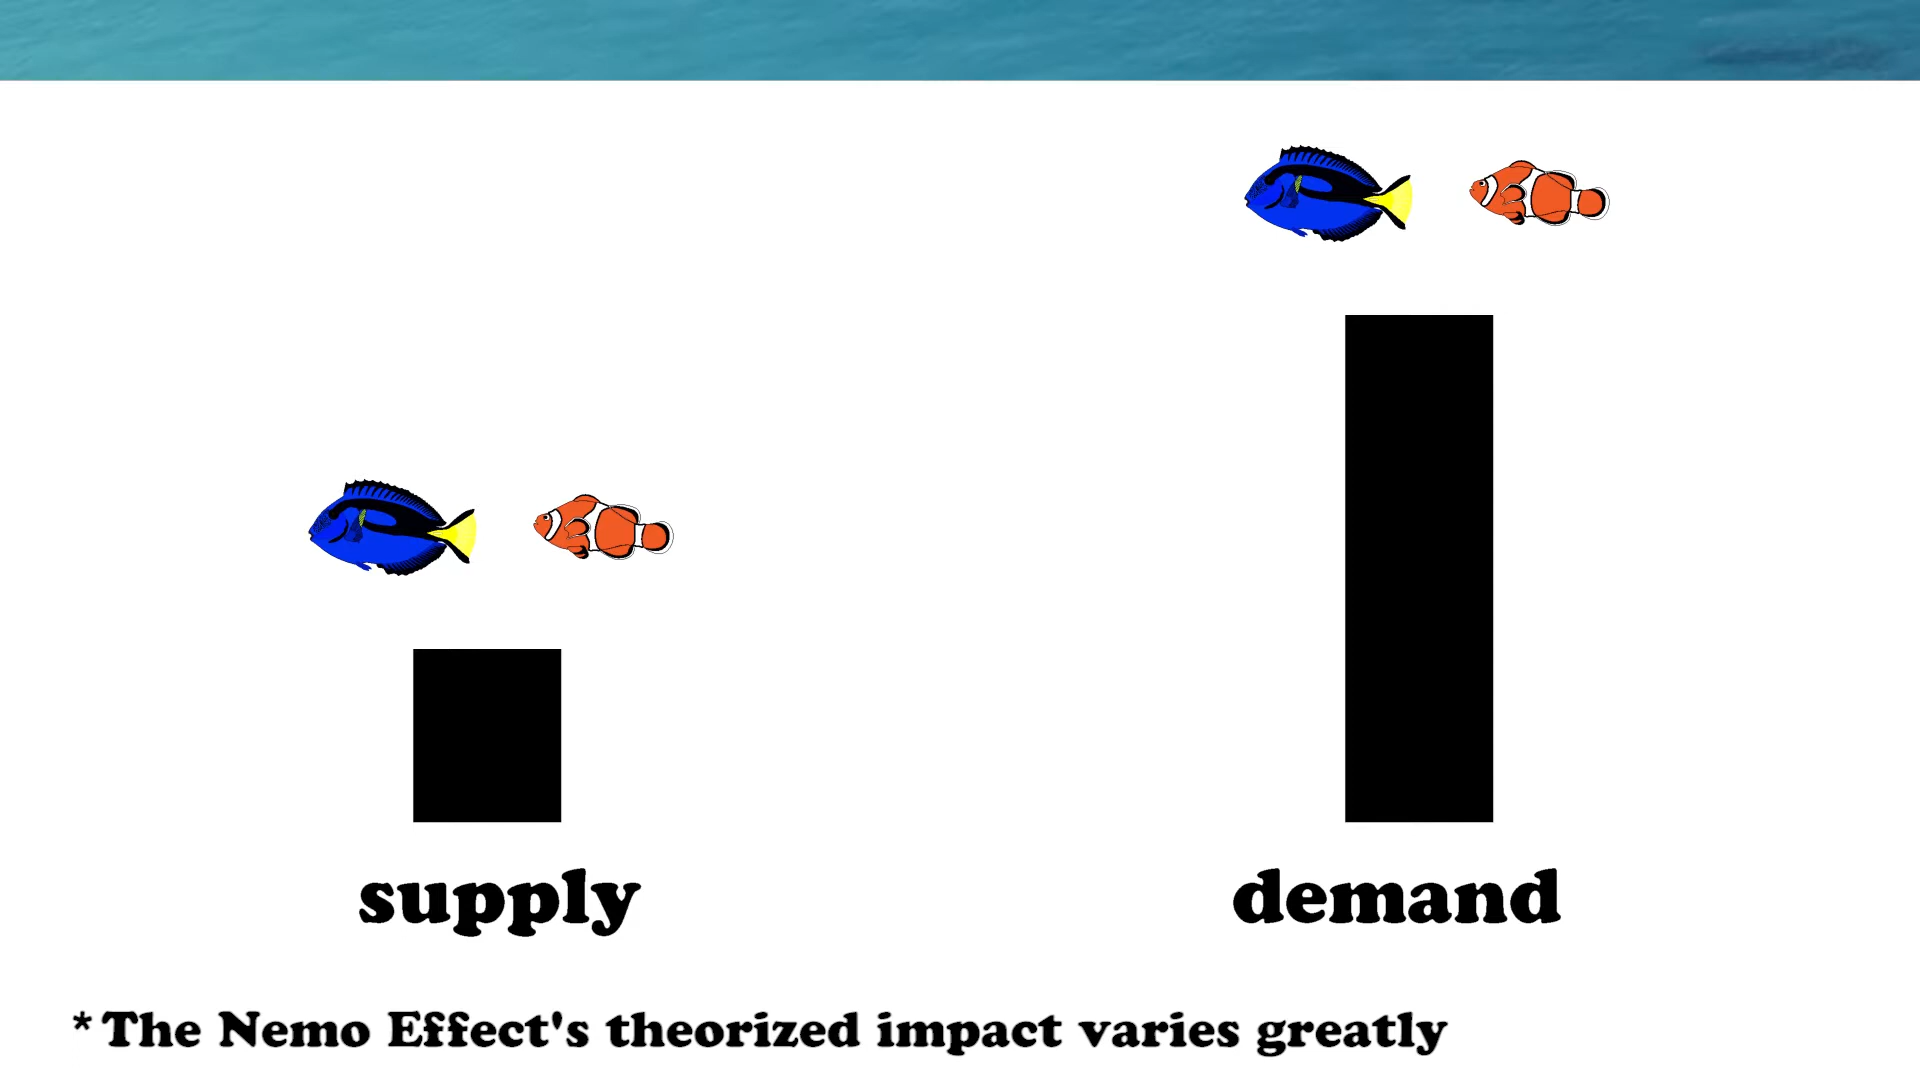 supply
demand
* The Nemo Effect's theorized impact varies greatly